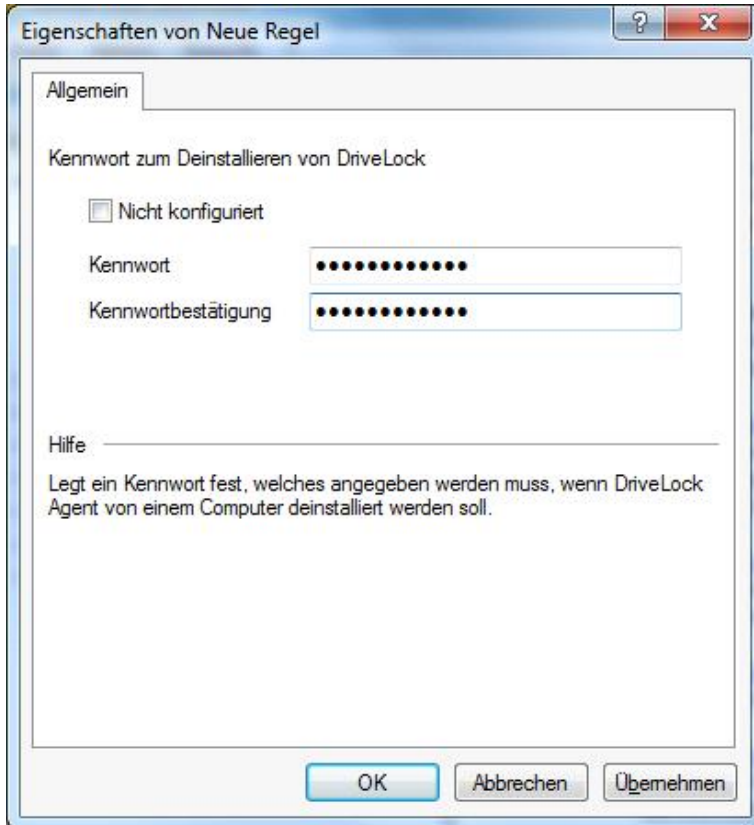 Eigenschaften von Neue Regel
Allgemein
Kennwort zum Deinstallieren von DriveLock
Nicht konfiguriert
Kennwort ●●●●●●●●●●●●
Kennwortbestätigung ●●●●●●●●●●●●
Hilfe
Legt ein Kennwort fest, welches angegeben werden muss, wenn DriveLock
Agent von einem Computer deinstalliert werden soll.
OK Abbrechen Übernehmen